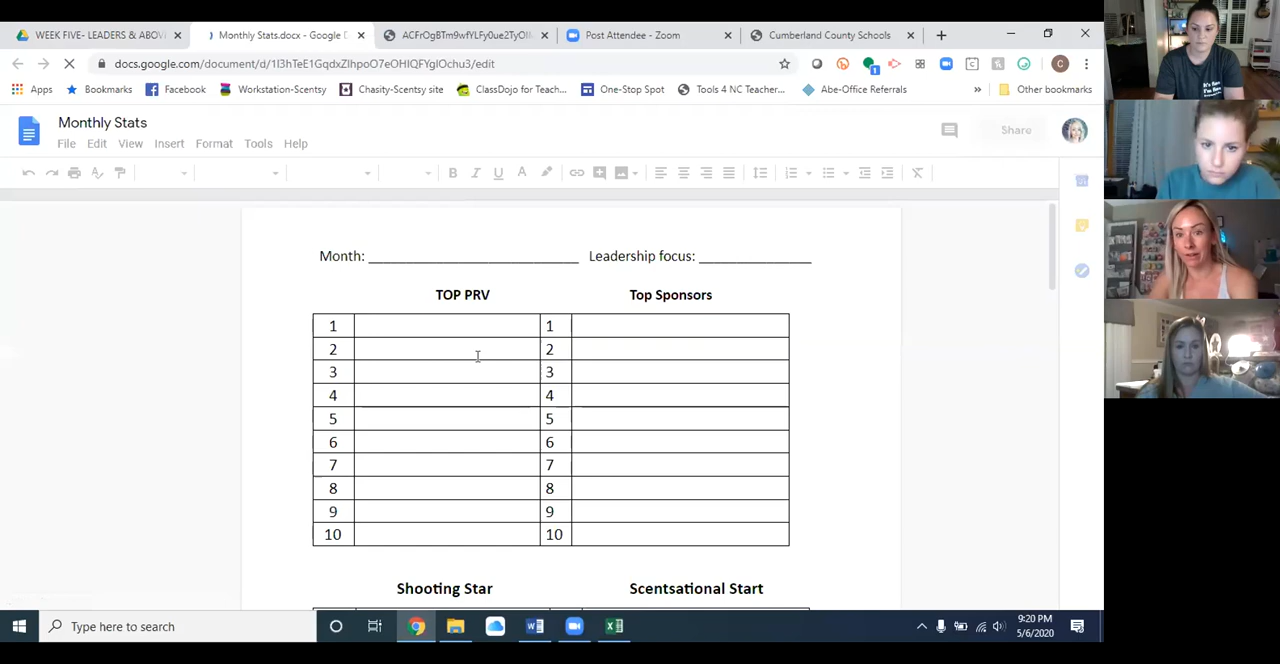 WEEK FIVE- LEADERS & ABOV
Monthly Stats.docx - Google D
Post Attendee - Zoom
Cumberland County Schools
docs.google.com/document/d/1I3hTeE1GqdxZIhpoO7eOHIQFYgIOchu3/edit
Apps
Bookmarks
Facebook
Workstation-Scentsy
Chasity-Scentsy site
ClassDojo for Teach...
One-Stop Spot
Tools 4 NC Teacher...
Abe-Office Referrals
»
Other bookmarks
Monthly Stats
File Edit View Insert Format Tools Help
Share
Month: ____________________________ Leadership focus: _______________
TOP PRV Top Sponsors
1 1
2 2
3 3
4 4
5 5
6 6
7 7
8 8
9 9
10 10
Shooting Star Scentsational Start
Type here to search
9:20 PM
5/6/2020